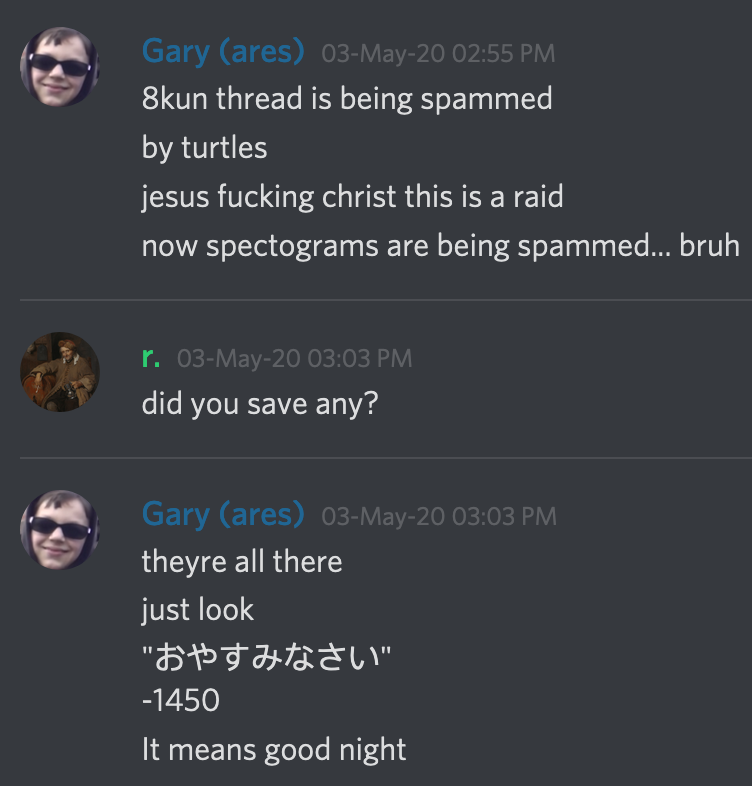 Gary (ares) 03-May-20 02:55 PM
8kun thread is being spammed
by turtles
jesus fucking christ this is a raid
now spectograms are being spammed... bruh
r. 03-May-20 03:03 PM
did you save any?
Gary (ares) 03-May-20 03:03 PM
theyre all there
just look
"おやすみなさい"
-1450
It means good night